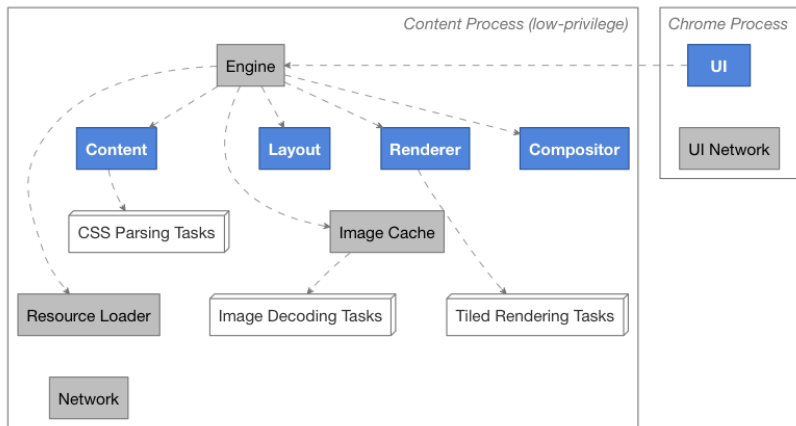 Content Process (low-privilege)
Chrome Process
Engine
UI
Content
Layout
Renderer
Compositor
UI Network
CSS Parsing Tasks
Image Cache
Resource Loader
Image Decoding Tasks
Tiled Rendering Tasks
Network